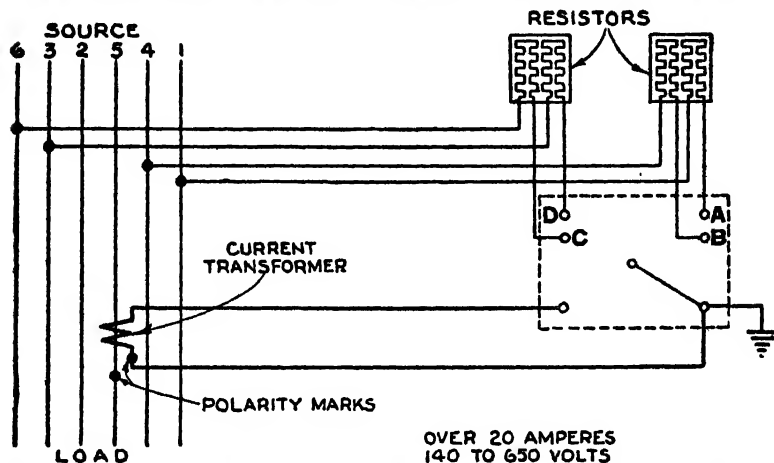 SOURCE
6 3 2 5 4 1
RESISTORS
D
A
C
B
CURRENT
TRANSFORMER
POLARITY MARKS
LOAD
OVER 20 AMPERES
140 TO 650 VOLTS